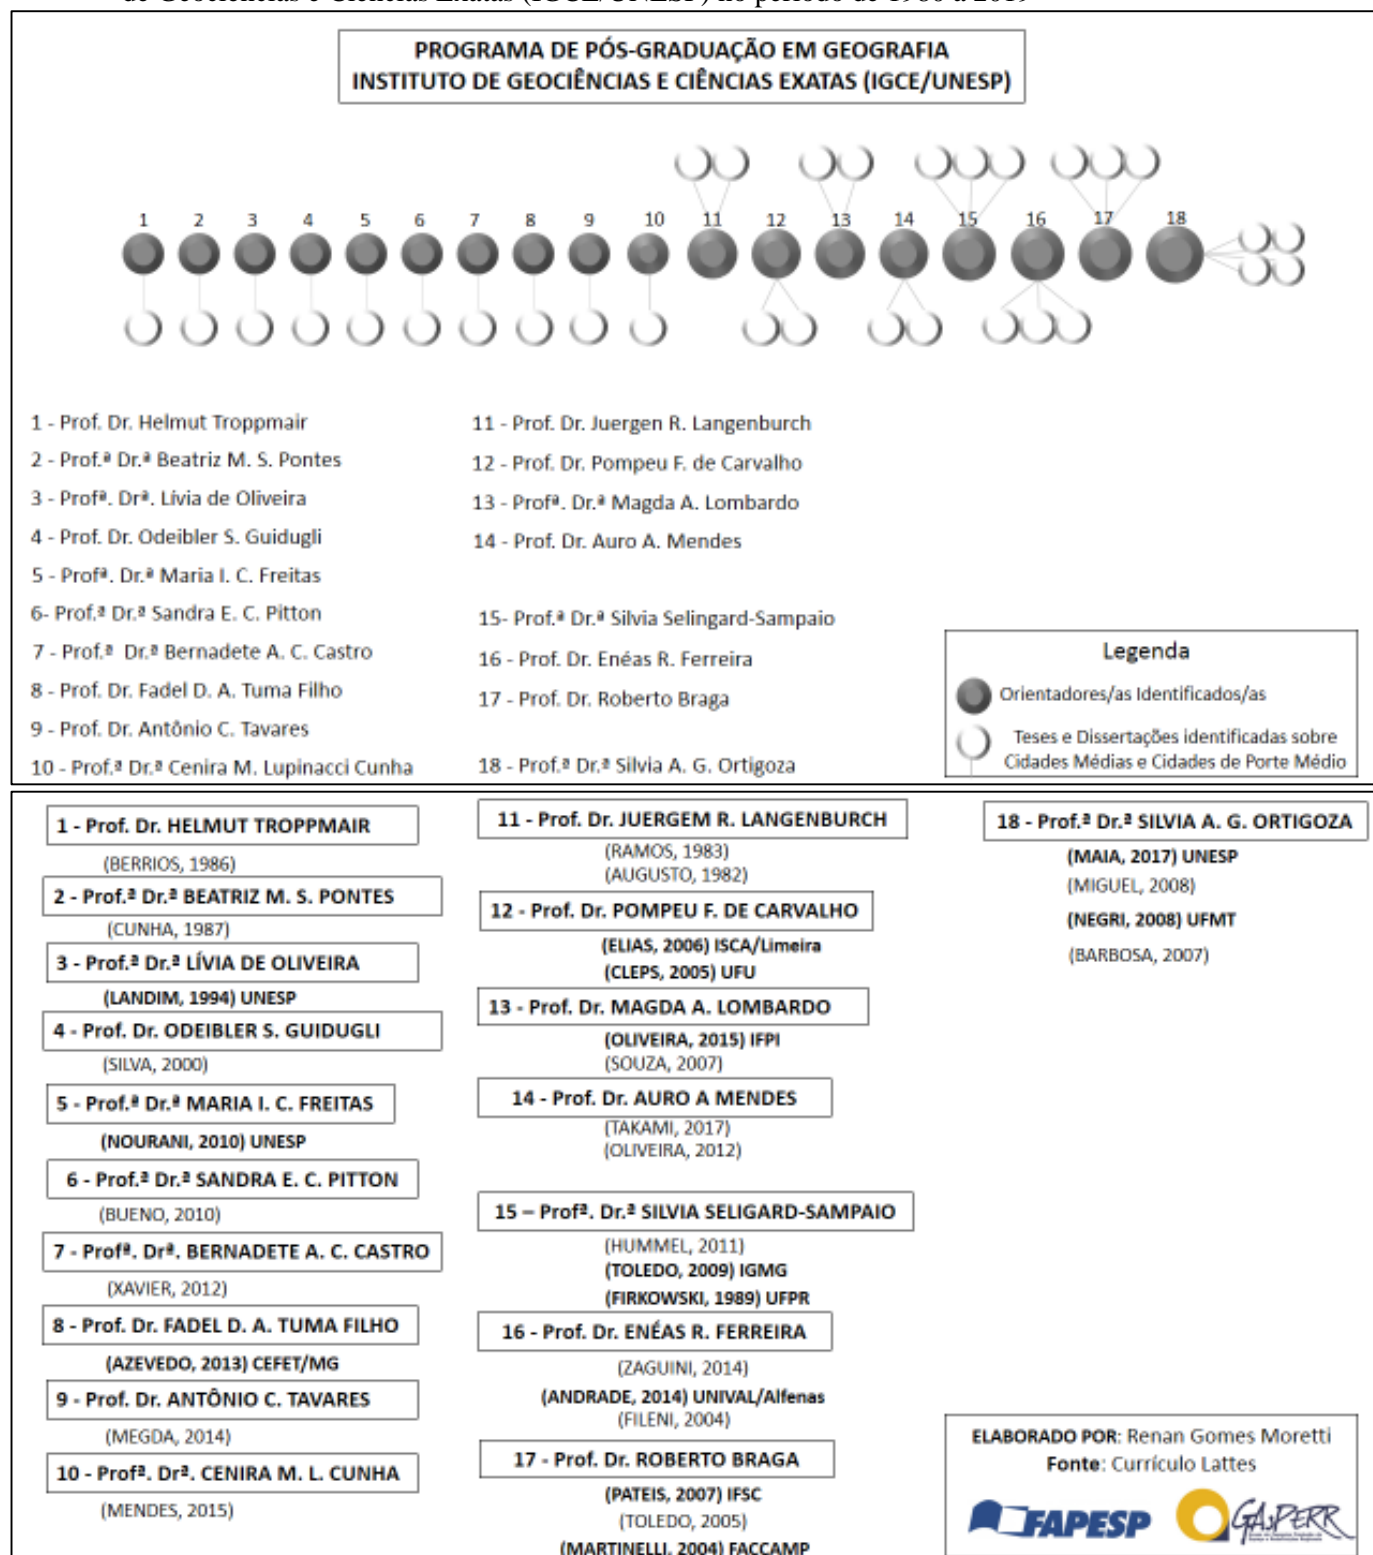 de Geociências e Ciências Exatas (IGCE/UNESP) no período de 1980 a 2019
PROGRAMA DE PÓS-GRADUAÇÃO EM GEOGRAFIA
INSTITUTO DE GEOCIÊNCIAS E CIÊNCIAS EXATAS (IGCE/UNESP)
1 2 3 4 5 6 7 8 9 10 11 12 13 14 15 16 17 18
1 - Prof. Dr. Helmut Troppmair
2 - Prof.ª Dr.ª Beatriz M. S. Pontes
3 - Profª. Drª. Lívia de Oliveira
4 - Prof. Dr. Odeibler S. Guidugli
5 - Profª. Dr.ª Maria I. C. Freitas
6- Prof.ª Dr.ª Sandra E. C. Pitton
7 - Prof.ª Dr.ª Bernadete A. C. Castro
8 - Prof. Dr. Fadel D. A. Tuma Filho
9 - Prof. Dr. Antônio C. Tavares
10 - Prof.ª Dr.ª Cenira M. Lupinacci Cunha
11 - Prof. Dr. Juergen R. Langenburch
12 - Prof. Dr. Pompeu F. de Carvalho
13 - Profª. Dr.ª Magda A. Lombardo
14 - Prof. Dr. Auro A. Mendes
15- Prof.ª Dr.ª Silvia Selingard-Sampaio
16 - Prof. Dr. Enéas R. Ferreira
17 - Prof. Dr. Roberto Braga
18 - Prof.ª Dr.ª Silvia A. G. Ortigoza
Legenda
Orientadores/as Identificados/as
Teses e Dissertações identificadas sobre
Cidades Médias e Cidades de Porte Médio
1 - Prof. Dr. HELMUT TROPPMAIR
(BERRIOS, 1986)
2 - Prof.ª Dr.ª BEATRIZ M. S. PONTES
(CUNHA, 1987)
3 - Prof.ª Dr.ª LÍVIA DE OLIVEIRA
(LANDIM, 1994) UNESP
4 - Prof. Dr. ODEIBLER S. GUIDUGLI
(SILVA, 2000)
5 - Prof.ª Dr.ª MARIA I. C. FREITAS
(NOURANI, 2010) UNESP
6 - Prof.ª Dr.ª SANDRA E. C. PITTON
(BUENO, 2010)
7 - Profª. Drª. BERNADETE A. C. CASTRO
(XAVIER, 2012)
8 - Prof. Dr. FADEL D. A. TUMA FILHO
(AZEVEDO, 2013) CEFET/MG
9 - Prof. Dr. ANTÔNIO C. TAVARES
(MEGDA, 2014)
10 - Profª. Drª. CENIRA M. L. CUNHA
(MENDES, 2015)
11 - Prof. Dr. JUERGEM R. LANGENBURCH
(RAMOS, 1983)
(AUGUSTO, 1982)
12 - Prof. Dr. POMPEU F. DE CARVALHO
(ELIAS, 2006) ISCA/Limeira
(CLEPS, 2005) UFU
13 - Prof. Dr. MAGDA A. LOMBARDO
(OLIVEIRA, 2015) IFPI
(SOUZA, 2007)
14 - Prof. Dr. AURO A MENDES
(TAKAMI, 2017)
(OLIVEIRA, 2012)
15 – Profª. Dr.ª SILVIA SELIGARD-SAMPAIO
(HUMMEL, 2011)
(TOLEDO, 2009) IGMG
(FIRKOWSKI, 1989) UFPR
16 - Prof. Dr. ENÉAS R. FERREIRA
(ZAGUINI, 2014)
(ANDRADE, 2014) UNIVAL/Alfenas
(FILENI, 2004)
17 - Prof. Dr. ROBERTO BRAGA
(PATEIS, 2007) IFSC
(TOLEDO, 2005)
(MARTINELLI, 2004) FACCAMP
18 - Prof.ª Dr.ª SILVIA A. G. ORTIGOZA
(MAIA, 2017) UNESP
(MIGUEL, 2008)
(NEGRI, 2008) UFMT
(BARBOSA, 2007)
ELABORADO POR: Renan Gomes Moretti
Fonte: Currículo Lattes
FAPESP
GAsPERR